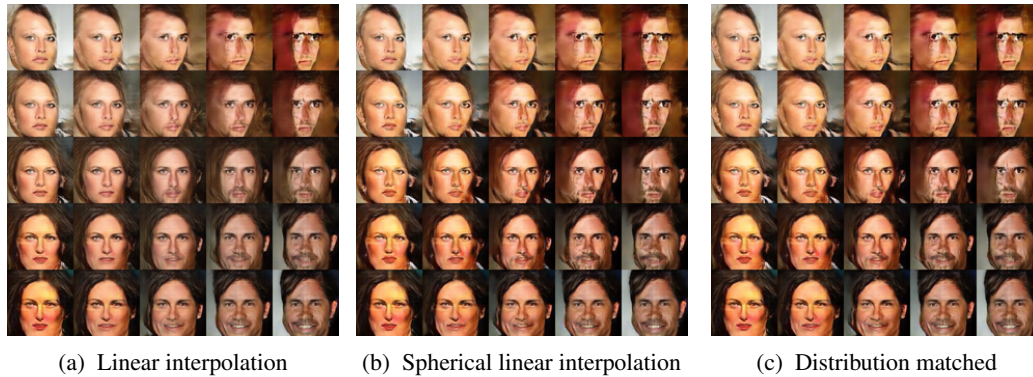 (a) Linear interpolation
(b) Spherical linear interpolation
(c) Distribution matched